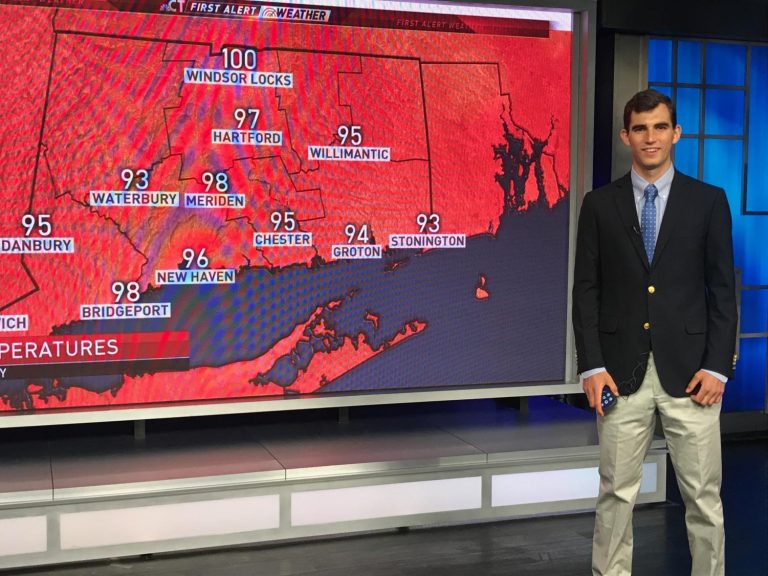 CT FIRST ALERT WEATHER
FIRST ALERT WEATHER
100
WINDSOR LOCKS
97
HARTFORD
95
WILLIMANTIC
93
WATERBURY
98
MERIDEN
95
DANBURY
95
CHESTER
94
GROTON
93
STONINGTON
96
NEW HAVEN
98
BRIDGEPORT
ICH
PERATURES
Y